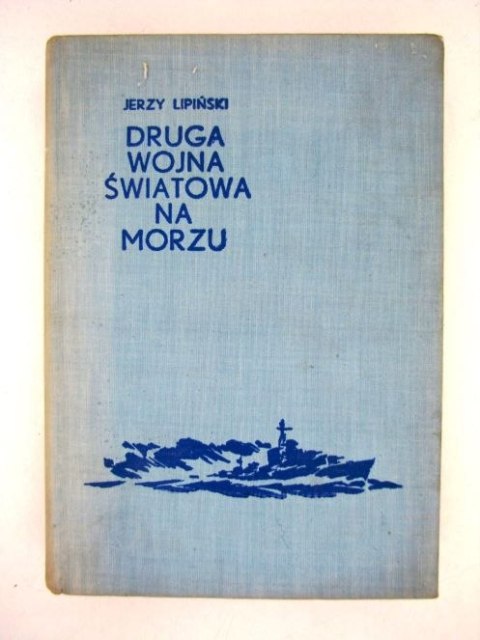 JERZY LIPIŃSKI
DRUGA
WOJNA
ŚWIATOWA
NA
MORZU